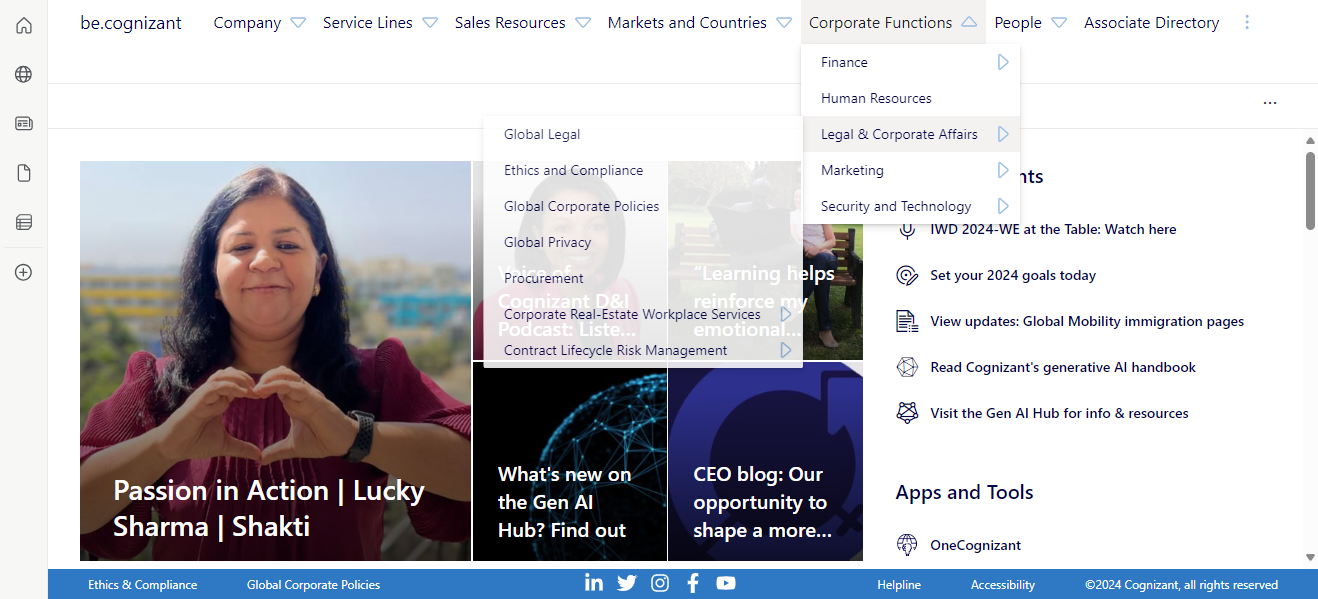 be.cognizant
Company
Service Lines
Sales Resources
Markets and Countries
Corporate Functions
People
Associate Directory
Finance
Human Resources
Legal & Corporate Affairs
Marketing
Security and Technology
Global Legal
Ethics and Compliance
Global Corporate Policies
Global Privacy
Procurement
Corporate Real-Estate Workplace Services
Contract Lifecycle Risk Management
Passion in Action | Lucky
Sharma | Shakti
Voice of
Cognizant D&I
Podcast: Liste...
“Learning helps
reinforce my
emotional...
What's new on
the Gen AI
Hub? Find out
CEO blog: Our
opportunity to
shape a more...
IWD 2024-WE at the Table: Watch here
Set your 2024 goals today
View updates: Global Mobility immigration pages
Read Cognizant's generative AI handbook
Visit the Gen AI Hub for info & resources
Apps and Tools
OneCognizant
Ethics & Compliance
Global Corporate Policies
Helpline
Accessibility
©2024 Cognizant, all rights reserved